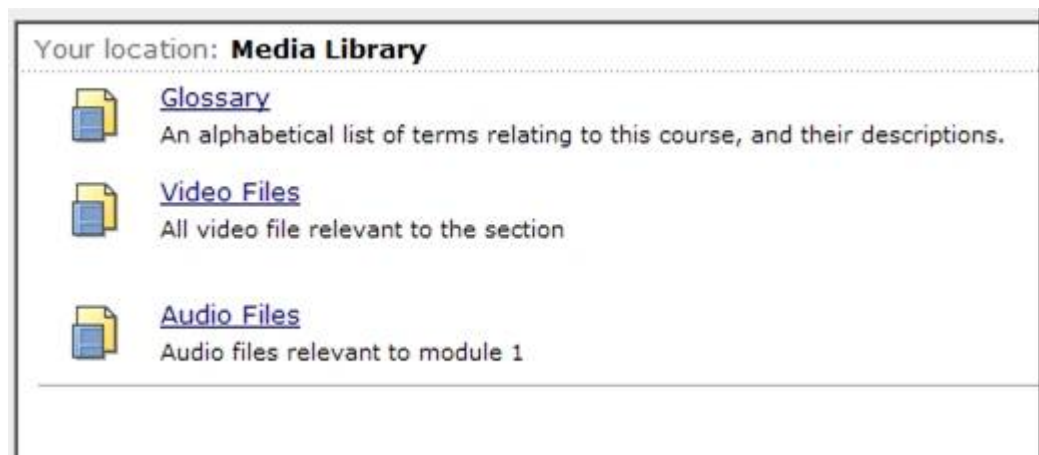 Your location: Media Library
Glossary
An alphabetical list of terms relating to this course, and their descriptions.
Video Files
All video file relevant to the section
Audio Files
Audio files relevant to module 1